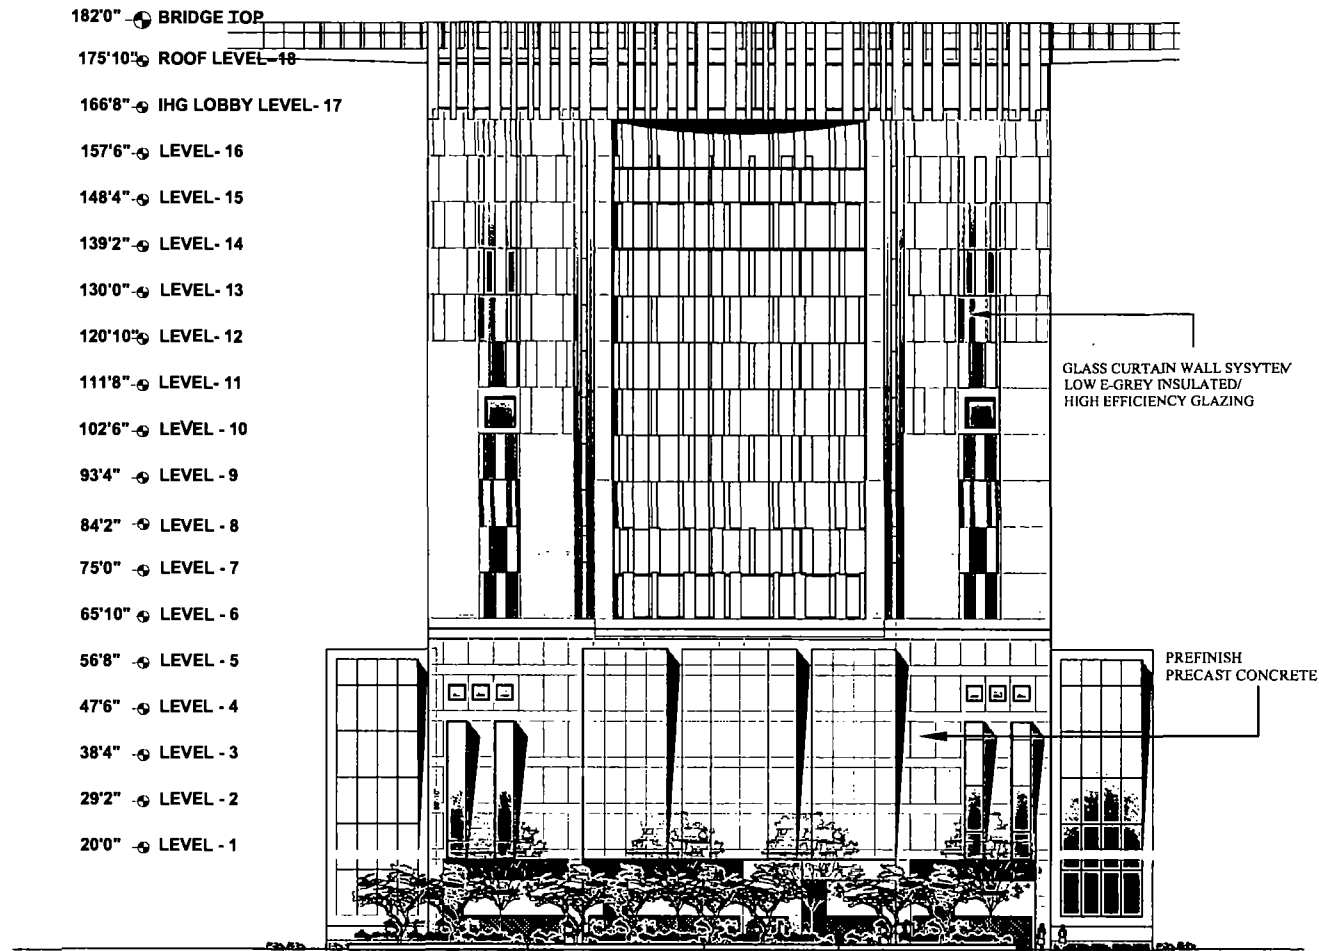 182'0" BRIDGE TOP
175'10" ROOF LEVEL-18
166'8" IHG LOBBY LEVEL- 17
157'6" LEVEL- 16
148'4" LEVEL- 15
139'2" LEVEL- 14
130'0" LEVEL- 13
120'10" LEVEL- 12
111'8" LEVEL- 11
102'6" LEVEL - 10
93'4" LEVEL - 9
84'2" LEVEL - 8
75'0" LEVEL - 7
65'10" LEVEL - 6
56'8" LEVEL - 5
47'6" LEVEL - 4
38'4" LEVEL - 3
29'2" LEVEL - 2
20'0" LEVEL - 1
GLASS CURTAIN WALL SYSYTEM
LOW E-GREY INSULATED/
HIGH EFFICIENCY GLAZING
PREFINISH
PRECAST CONCRETE